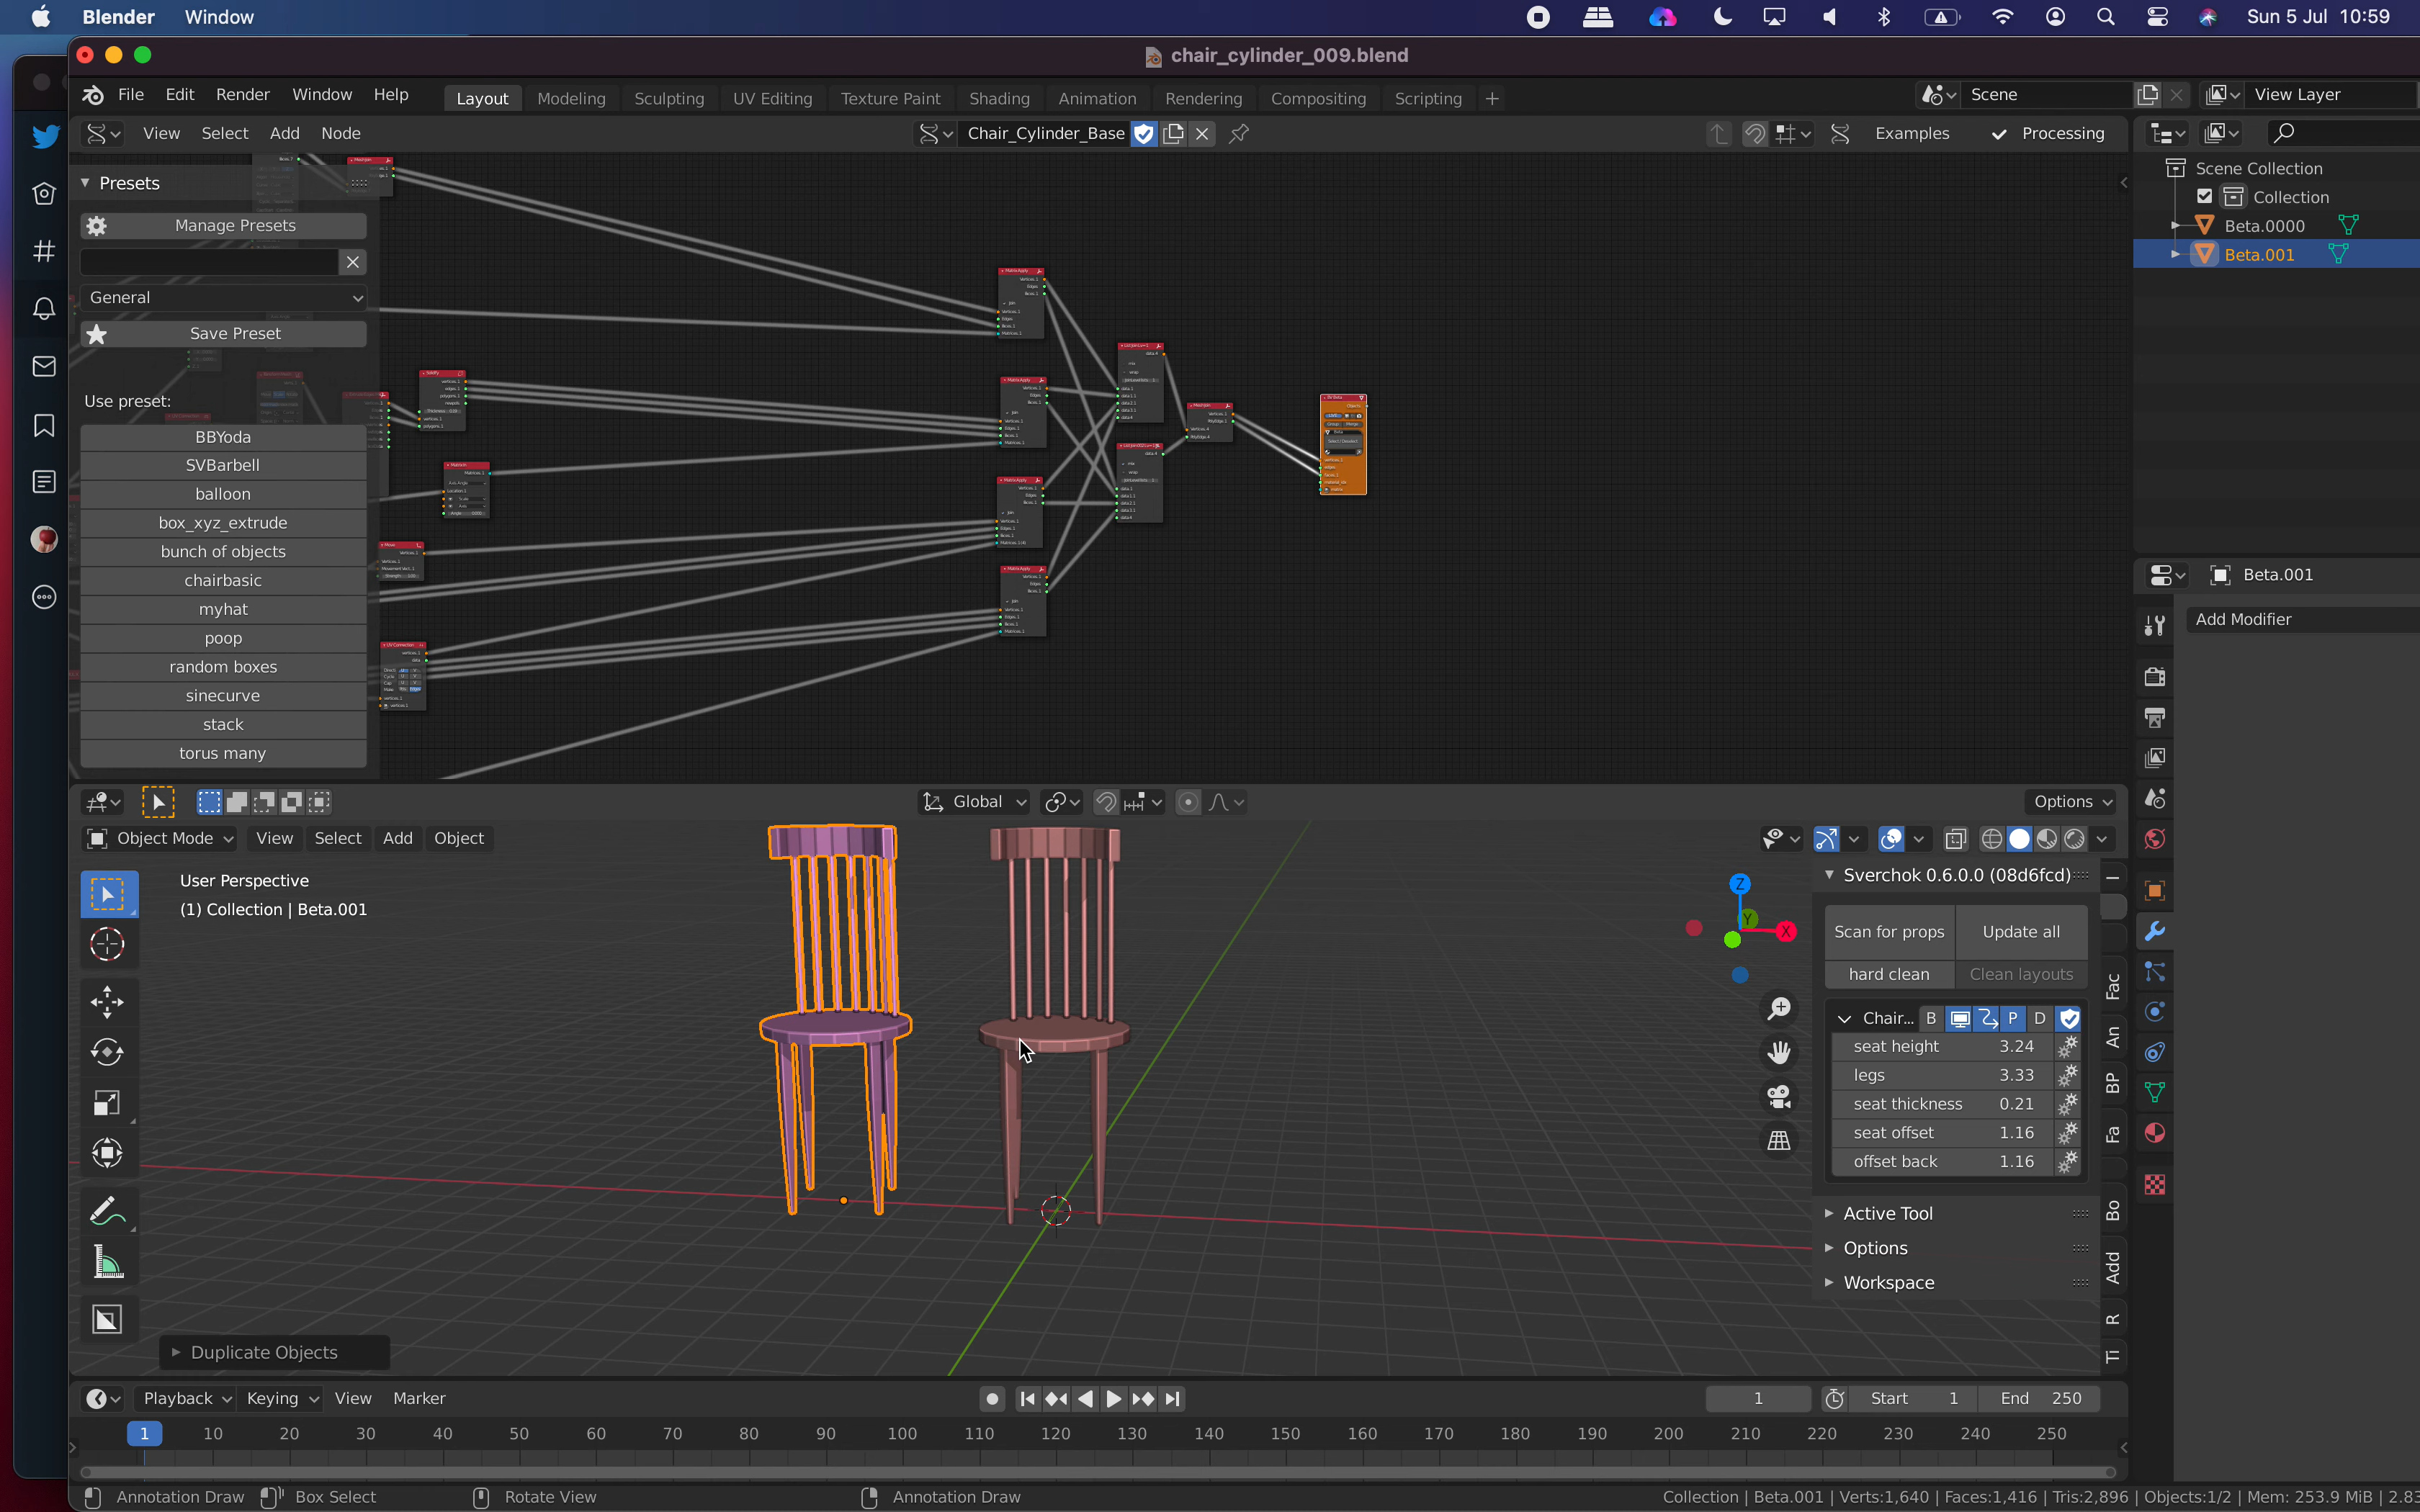 Blender Window Sun 5 Jul 10:59
chair_cylinder_009.blend
File Edit Render Window Help Layout Modeling Sculpting UV Editing Texture Paint Shading Animation Rendering Compositing Scripting + Scene View Layer
View Select Add Node Chair_Cylinder_Base Examples Processing
Scene Collection
Collection
Beta.0000
Beta.001
Presets
Manage Presets
General
Save Preset
Use preset:
BBYoda
SVBarbell
balloon
box_xyz_extrude
bunch of objects
chairbasic
myhat
poop
random boxes
sinecurve
stack
torus many
Beta.001
Add Modifier
Global Options
Object Mode View Select Add Object
User Perspective
(1) Collection | Beta.001
Z
Y
X
Sverchok 0.6.0.0 (08d6fcd)
Scan for props Update all
hard clean Clean layouts
Chair... B P D
seat height 3.24
legs 3.33
seat thickness 0.21
seat offset 1.16
offset back 1.16
Active Tool
Options
Workspace
Fac
An
BP
Fa
Bo
Add
R
Ti
Duplicate Objects
Playback Keying View Marker 1 Start 1 End 250
1 10 20 30 40 50 60 70 80 90 100 110 120 130 140 150 160 170 180 190 200 210 220 230 240 250
Annotation Draw Box Select Rotate View Annotation Draw Collection | Beta.001 | Verts:1,640 | Faces:1,416 | Tris:2,896 | Objects:1/2 | Mem: 253.9 MiB | 2.83